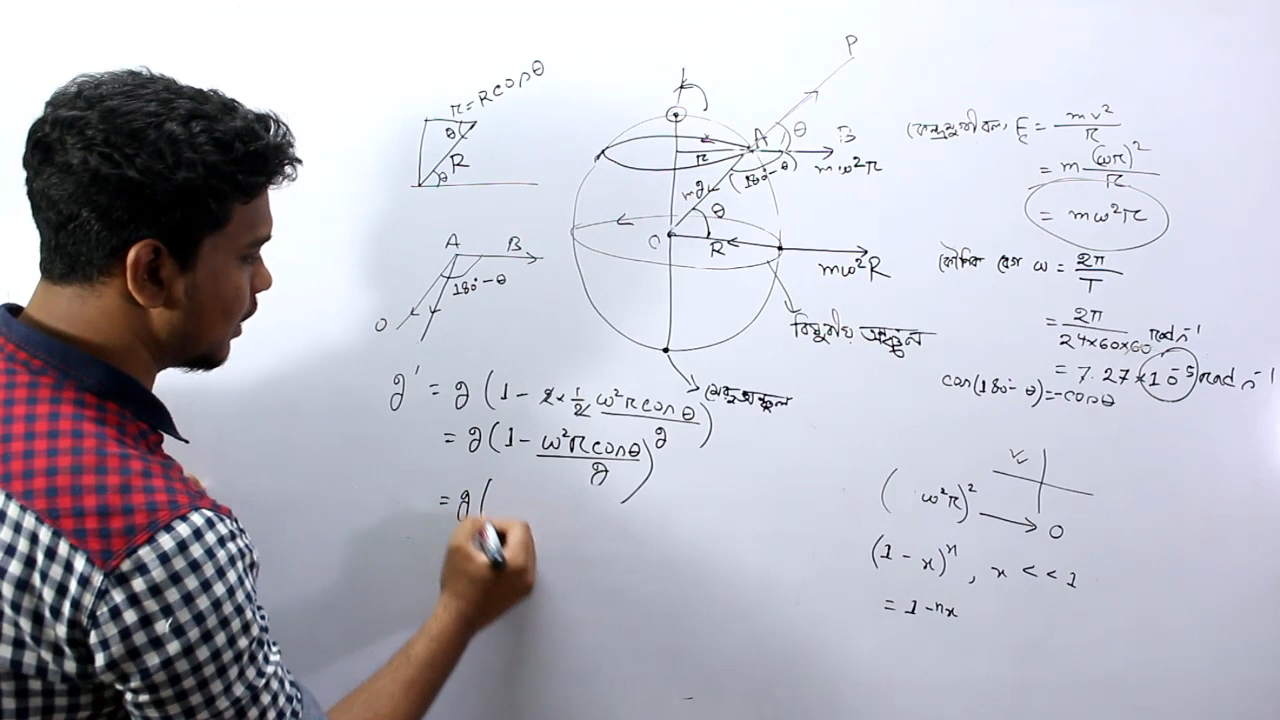 r = R cosθ
θ
R
θ
P
A
θ
B
r
(180° - θ)
mω²r
mg
θ
O
R
mω²R
বিষুবীয় অঞ্চল
মেরু অঞ্চল
A
B
180° - θ
O
g' = g (1 - 2 × 1/2 ω²r cosθ / g)
= g (1 - ω²r cosθ / g)
= g (
কেন্দ্রমুখী বল, F = mv² / r
= m (ωr)² / r
= mω²r
কৌণিক বেগ ω = 2π / T
= 2π / 24×60×60 rad s⁻¹
= 7.27 × 10⁻⁵ rad s⁻¹
cos(180° - θ) = -cosθ
( ω²r)² → 0
(1 - x)ⁿ, x << 1
= 1 - nx